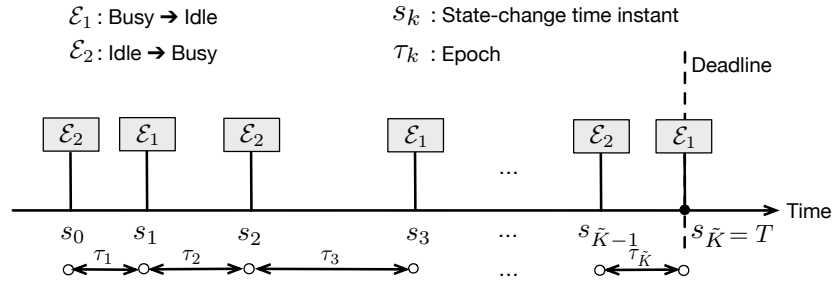 ℰ₁ : Busy ➔ Idle
s_k : State-change time instant
ℰ₂ : Idle ➔ Busy
τ_k : Epoch
Deadline
ℰ₂ ℰ₁ ℰ₂ ℰ₁ ℰ₂ ℰ₁
...
Time
s₀ s₁ s₂ s₃ ... s_{K̃−1} s_{K̃} = T
τ₁ τ₂ τ₃ ... τ_{K̃}